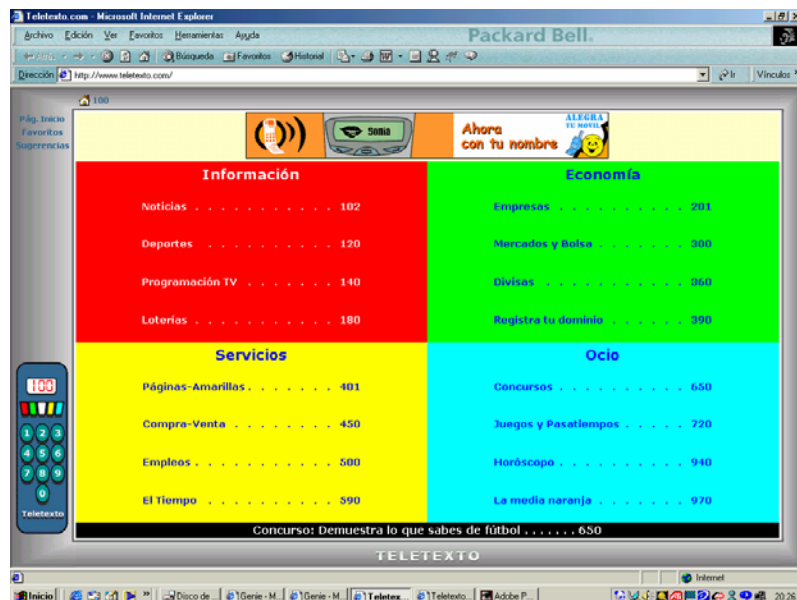 Teletexto.com - Microsoft Internet Explorer
Archivo Edición Ver Favoritos Herramientas Ayuda
Packard Bell.
Búsqueda Favoritos Historial
Dirección http://www.teletexto.com/ Ir Vínculos
100
Pág. Inicio
Favoritos
Sugerencias
Sonia
Ahora
con tu nombre
ALEGRA
TU MOVIL
Información
Noticias . . . . . . . . . . . 102
Deportes . . . . . . . . . . 120
Programación TV . . . . . . . 140
Loterías . . . . . . . . . . . 180
Economía
Empresas . . . . . . . . . . 201
Mercados y Bolsa . . . . . . . 300
Divisas . . . . . . . . . . . 360
Registra tu dominio . . . . . . 390
Servicios
Páginas-Amarillas . . . . . . . 401
Compra-Venta . . . . . . . . 450
Empleos . . . . . . . . . . . 500
El Tiempo . . . . . . . . . . 590
Ocio
Concursos . . . . . . . . . . 650
Juegos y Pasatiempos . . . . . 720
Horóscopo . . . . . . . . . . 940
La media naranja . . . . . . . 970
100
1 2 3
4 5 6
7 8 9
0
Teletexto
Concurso: Demuestra lo que sabes de fútbol . . . . . . . 650
TELETEXTO
Internet
Inicio Disco de ... Genie - M... Genie - M... Teletex... Teletexto... Adobe P... 20:26